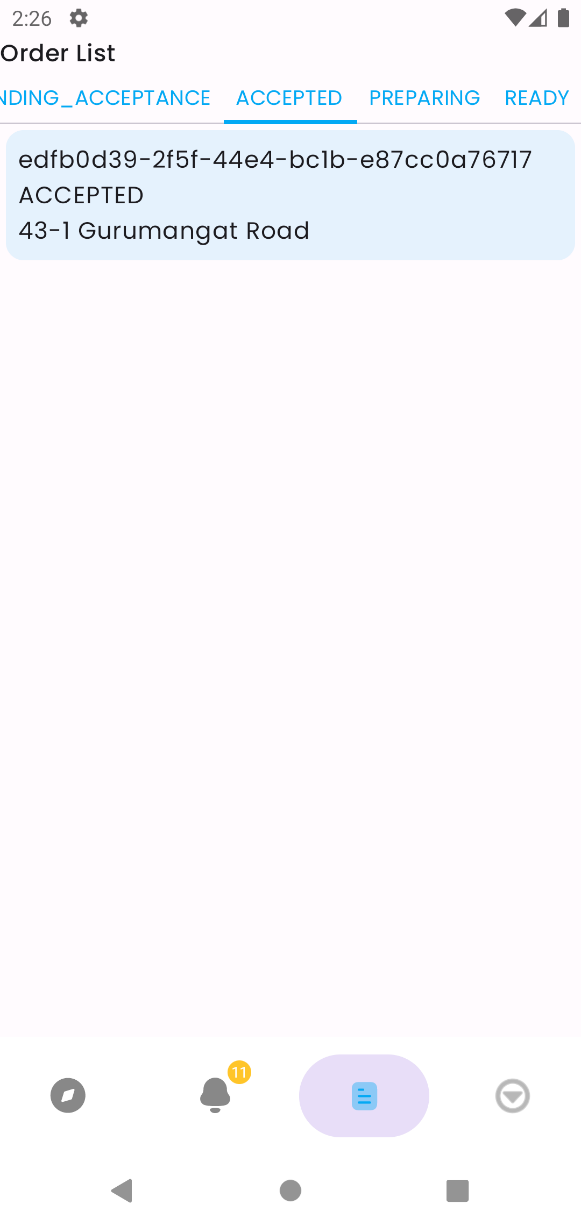 2:26
Order List
NDING_ACCEPTANCE ACCEPTED PREPARING READY
edfb0d39-2f5f-44e4-bc1b-e87cc0a76717
ACCEPTED
43-1 Gurumangat Road
11